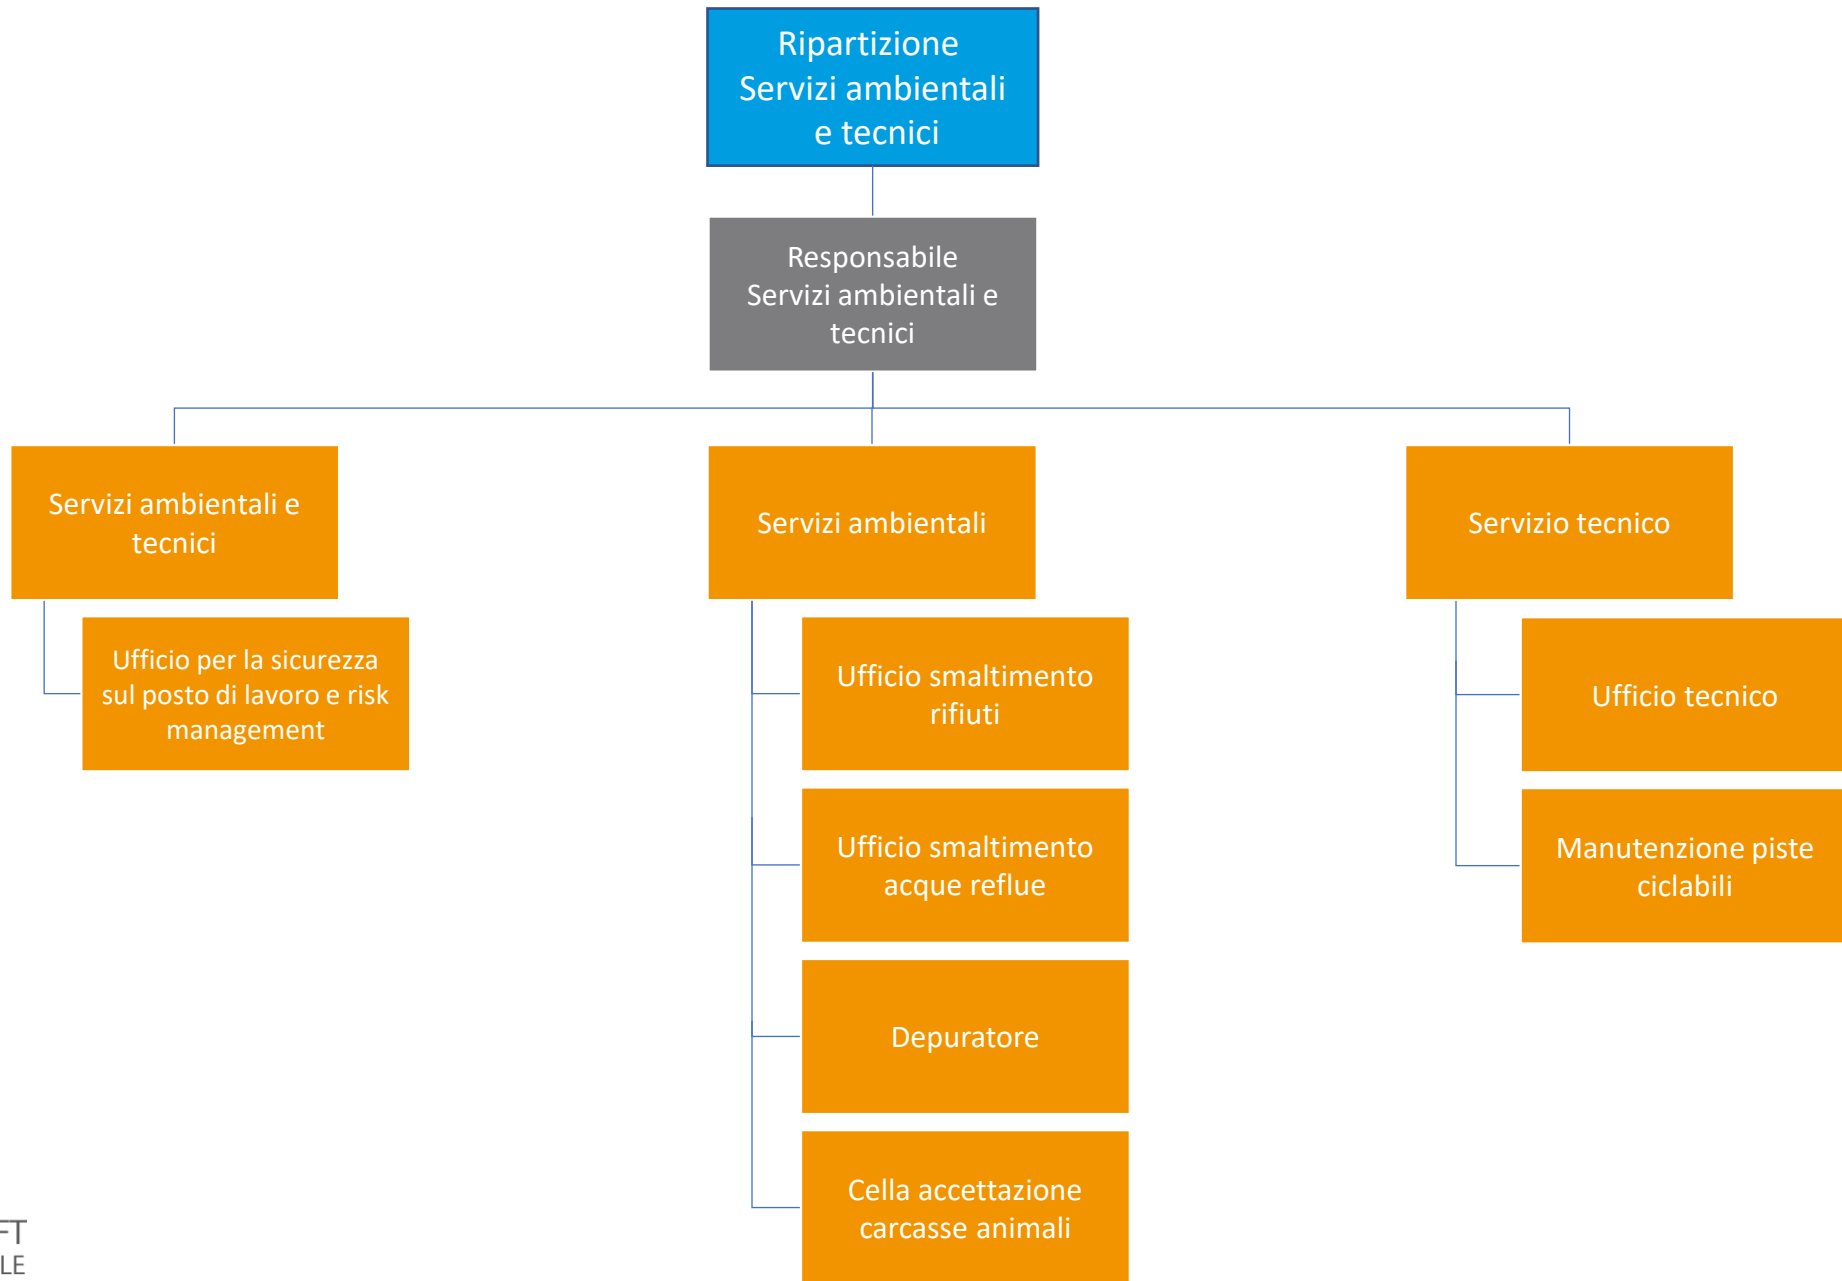 Ripartizione
Servizi ambientali
e tecnici
Responsabile
Servizi ambientali e
tecnici
Servizi ambientali e
tecnici
Servizi ambientali
Servizio tecnico
Ufficio per la sicurezza
sul posto di lavoro e risk
management
Ufficio smaltimento
rifiuti
Ufficio tecnico
Ufficio smaltimento
acque reflue
Manutenzione piste
ciclabili
Depuratore
Cella accettazione
carcasse animali
FT
LE